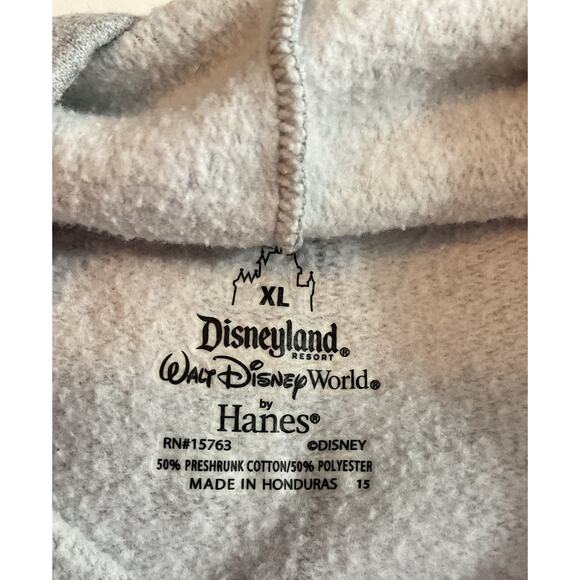 XL
Disneyland®
RESORT
WALT DISNEY World®
by
Hanes®
RN#15763 ©DISNEY
50% PRESHRUNK COTTON/50% POLYESTER
MADE IN HONDURAS 15